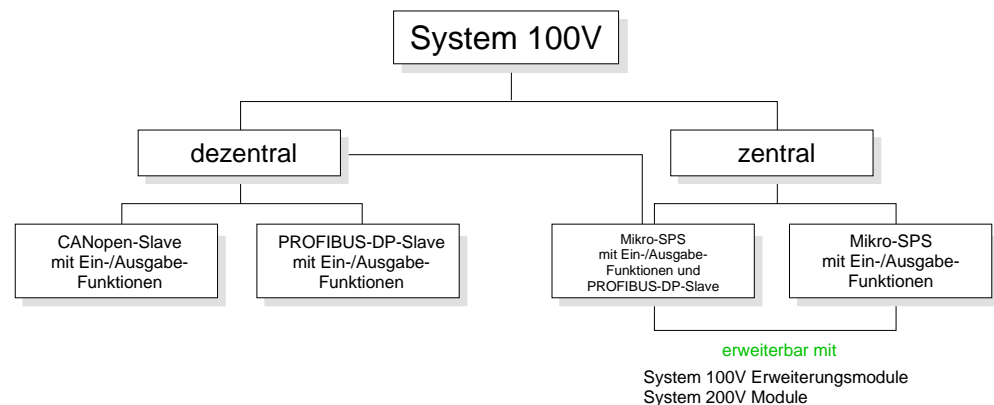 System 100V
dezentral
zentral
CANopen-Slave
mit Ein-/Ausgabe-
Funktionen
PROFIBUS-DP-Slave
mit Ein-/Ausgabe-
Funktionen
Mikro-SPS
mit Ein-/Ausgabe-
Funktionen und
PROFIBUS-DP-Slave
Mikro-SPS
mit Ein-/Ausgabe-
Funktionen
erweiterbar mit
System 100V Erweiterungsmodule
System 200V Module